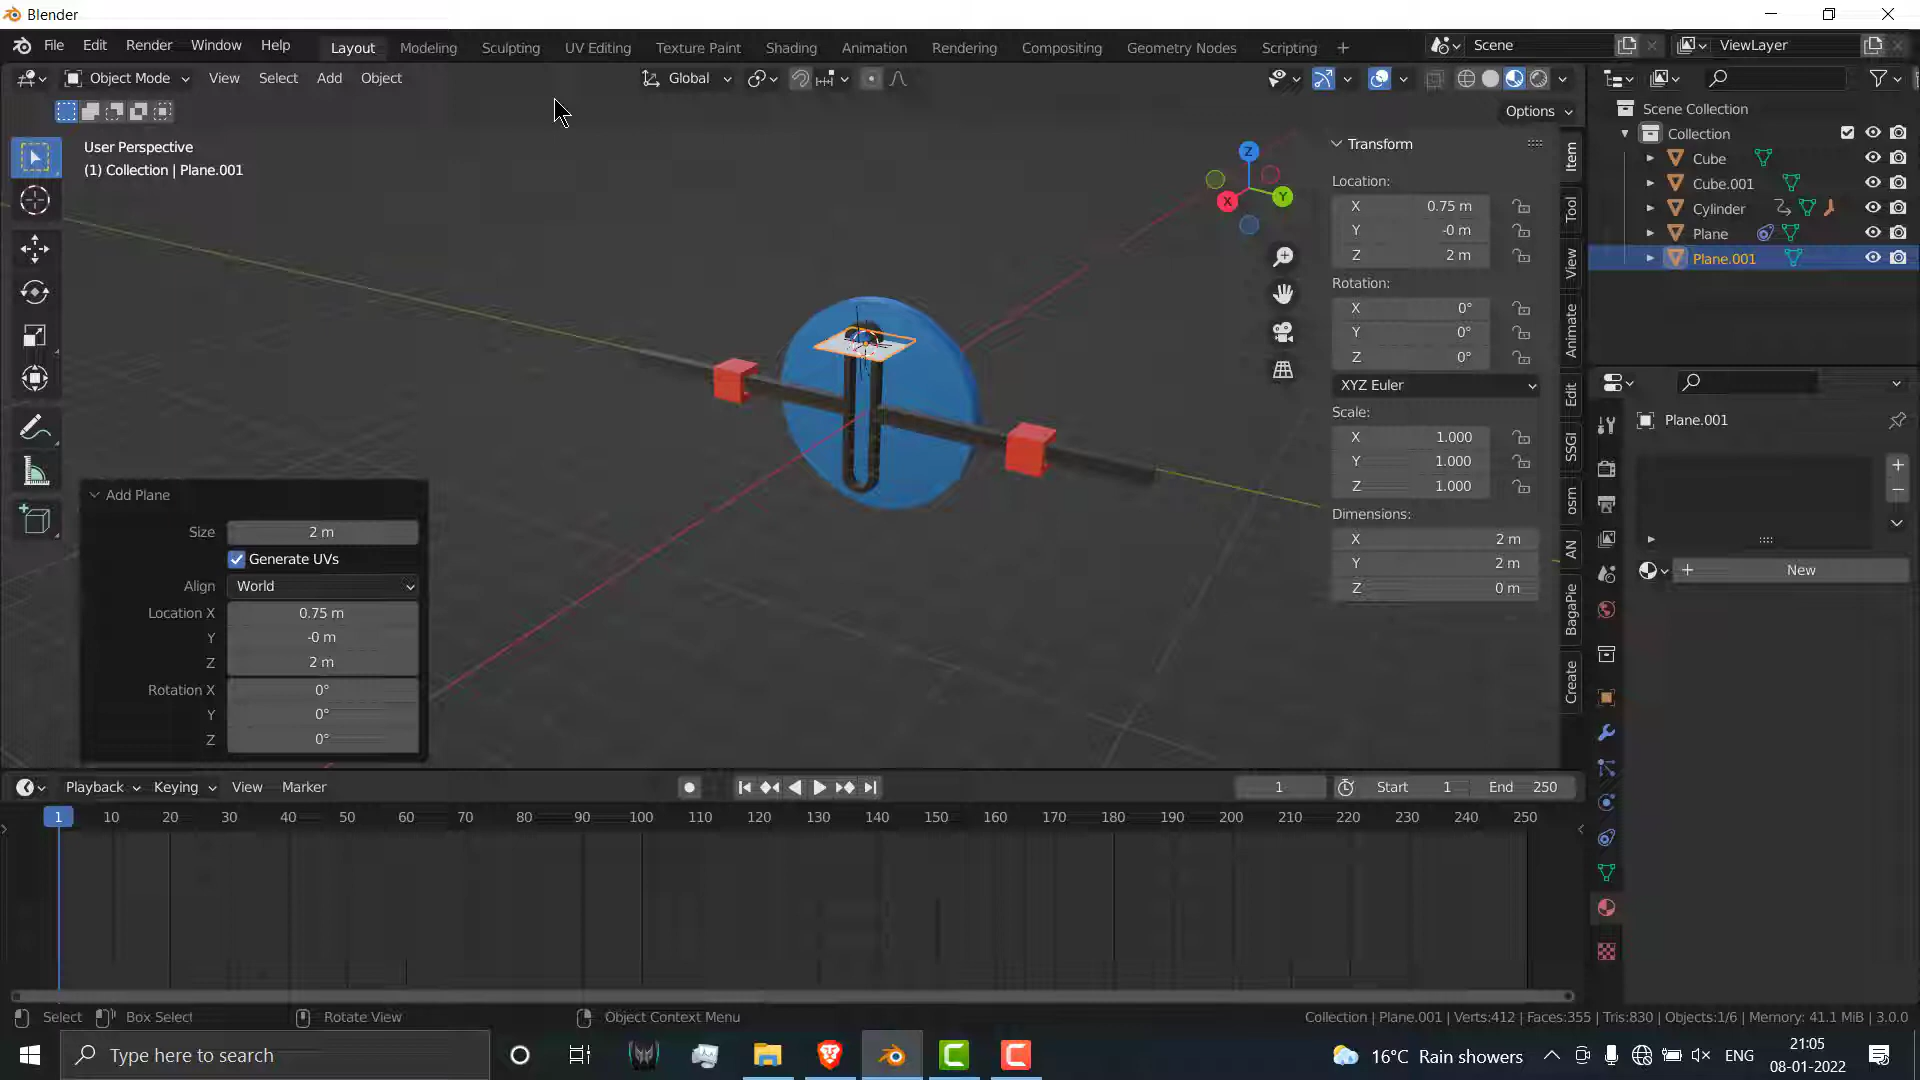 Blender
File Edit Render Window Help Layout Modeling Sculpting UV Editing Texture Paint Shading Animation Rendering Compositing Geometry Nodes Scripting + Scene ViewLayer
Object Mode View Select Add Object Global
Options
User Perspective
(1) Collection | Plane.001
Z
Y
X
Transform
Location:
X 0.75 m
Y -0 m
Z 2 m
Rotation:
X 0°
Y 0°
Z 0°
XYZ Euler
Scale:
X 1.000
Y 1.000
Z 1.000
Dimensions:
X 2 m
Y 2 m
Z 0 m
Item
Tool
View
Animate
Edit
SSGI
osm
AN
BagaPie
Create
Scene Collection
Collection
Cube
Cube.001
Cylinder
Plane
Plane.001
Plane.001
New
Add Plane
Size 2 m
Generate UVs
Align World
Location X 0.75 m
Y -0 m
Z 2 m
Rotation X 0°
Y 0°
Z 0°
Playback Keying View Marker 1 Start 1 End 250
1 10 20 30 40 50 60 70 80 90 100 110 120 130 140 150 160 170 180 190 200 210 220 230 240 250
Select Box Select Rotate View Object Context Menu Collection | Plane.001 | Verts:412 | Faces:355 | Tris:830 | Objects:1/6 | Memory: 41.1 MiB | 3.0.0
Type here to search 16°C Rain showers ENG 21:05
08-01-2022